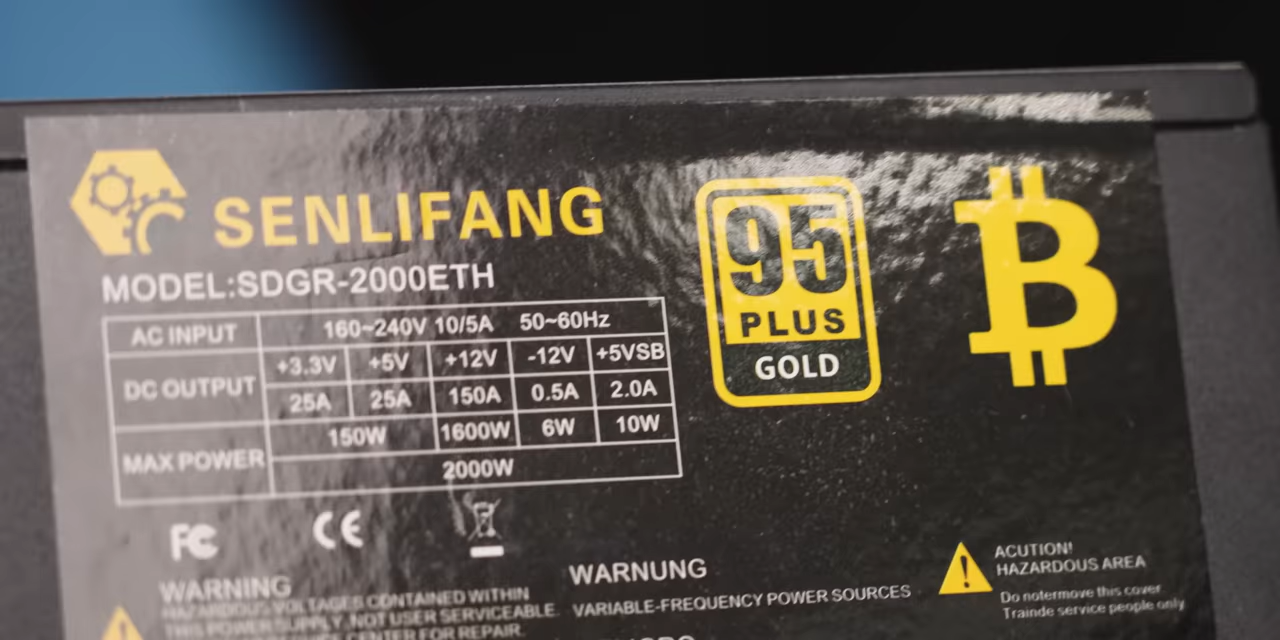 SENLIFANG
MODEL:SDGR-2000ETH
AC INPUT 160~240V 10/5A 50~60Hz
DC OUTPUT +3.3V +5V +12V -12V +5VSB
25A 25A 150A 0.5A 2.0A
MAX POWER 150W 1600W 6W 10W
2000W
95
PLUS
GOLD
FC CE
WARNING
HAZARDOUS VOLTAGES CONTAINED WITHIN
THIS POWER SUPPLY ,NOT USER SERVICEABLE.
CENTER FOR REPAIR.
WARNUNG
VARIABLE-FREQUENCY POWER SOURCES
ACUTION!
HAZARDOUS AREA
Do notermove this cover
Trainde service people only